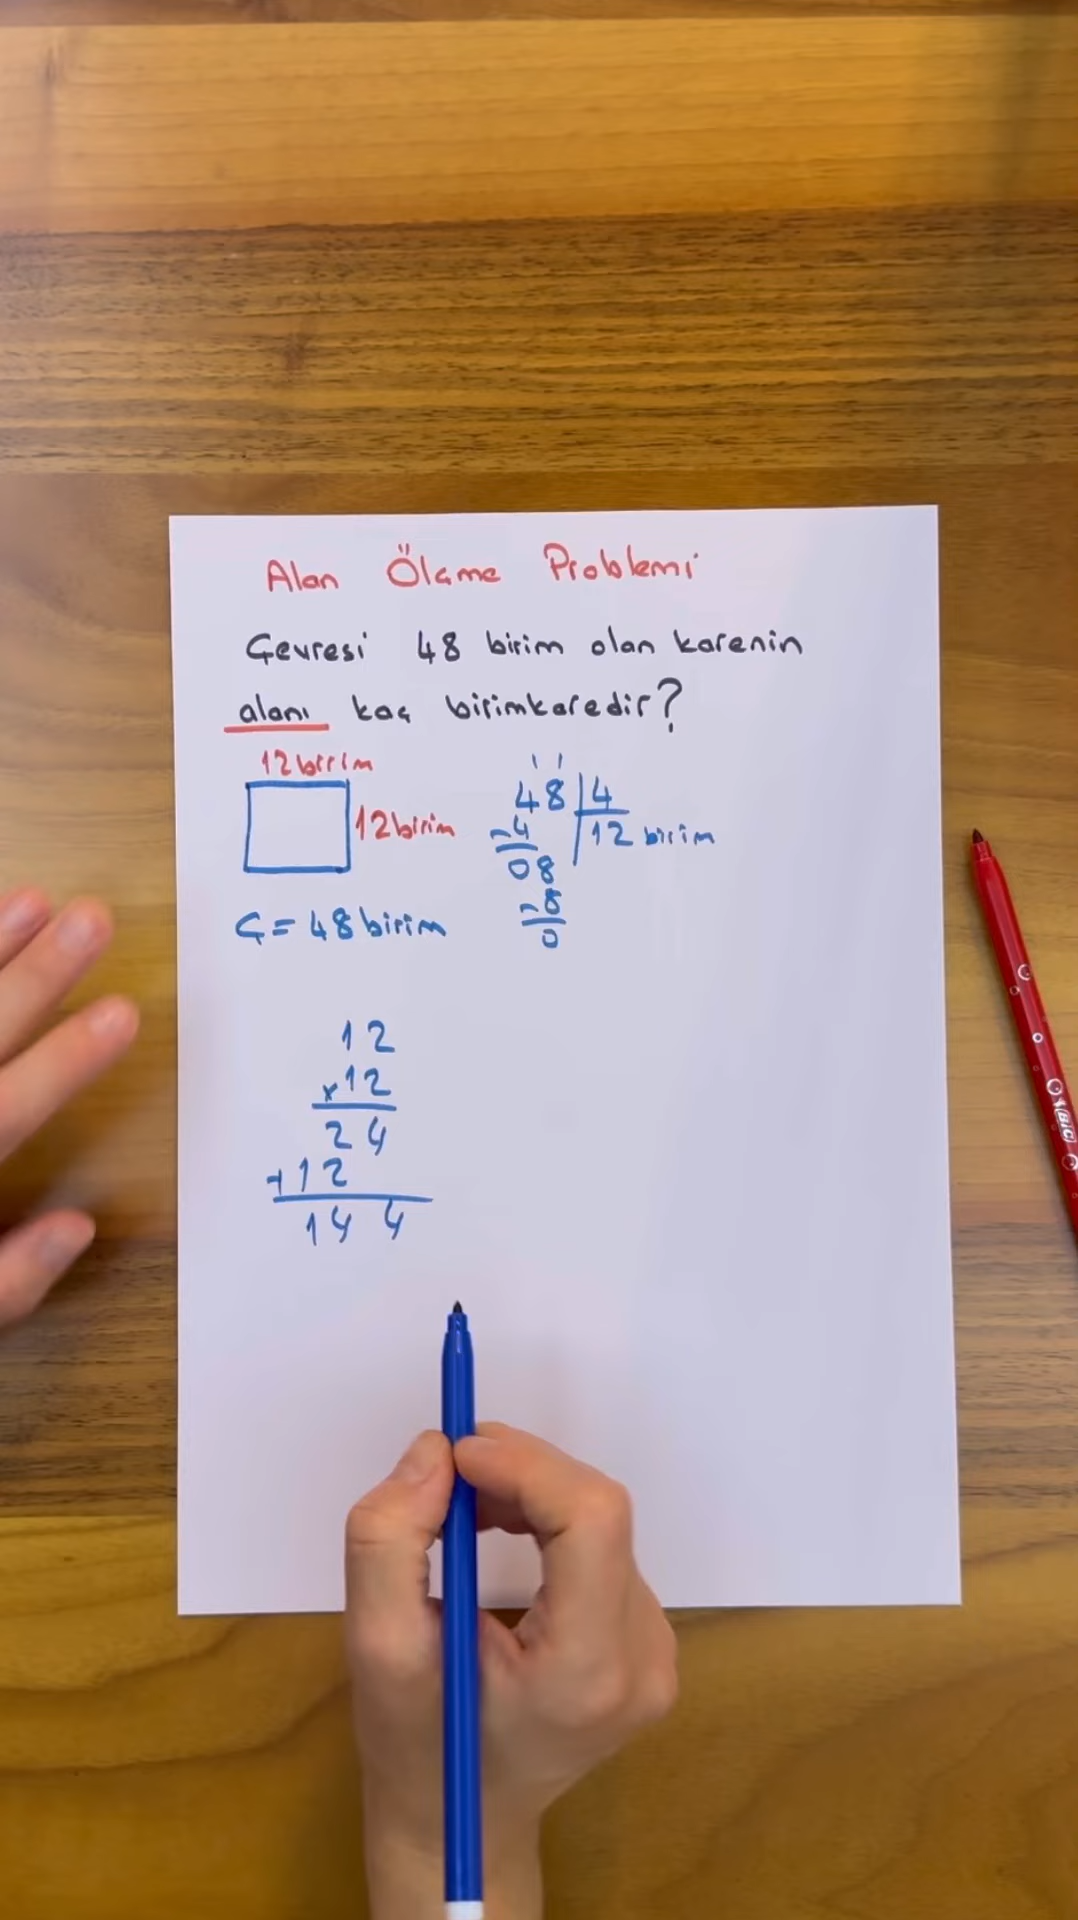 Alan Ölçme Problemi
Çevresi 48 birim olan karenin
alanı kaç birimkaredir?
12 birim
12 birim
Ç = 48 birim
48 | 4
-4 12 birim
08
-8
0
12
x12
24
+12
144
BIC